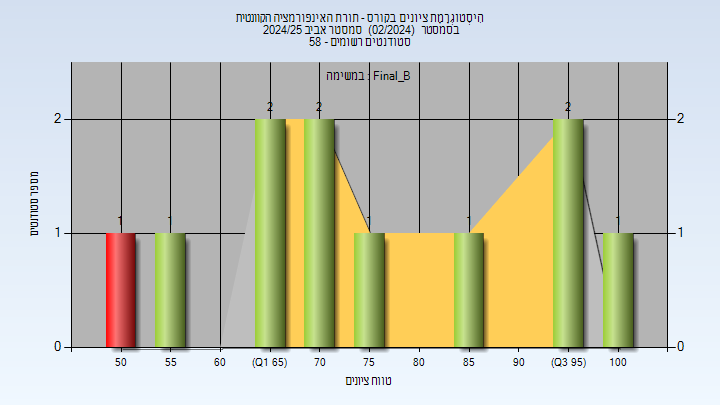 היסטוגרמת ציונים בקורס - תורת האינפורמציה הקוונטית
בסמסטר (02/2024) סמסטר אביב 2024/25
סטודנטים רשומים - 58
במשימה : Final_B
2 2 2
2 2
מספר סטודנטים
1 1 1 1 1
1 1
0 0
50 55 60 (Q1 65) 70 75 80 85 90 (Q3 95) 100
טווח ציונים